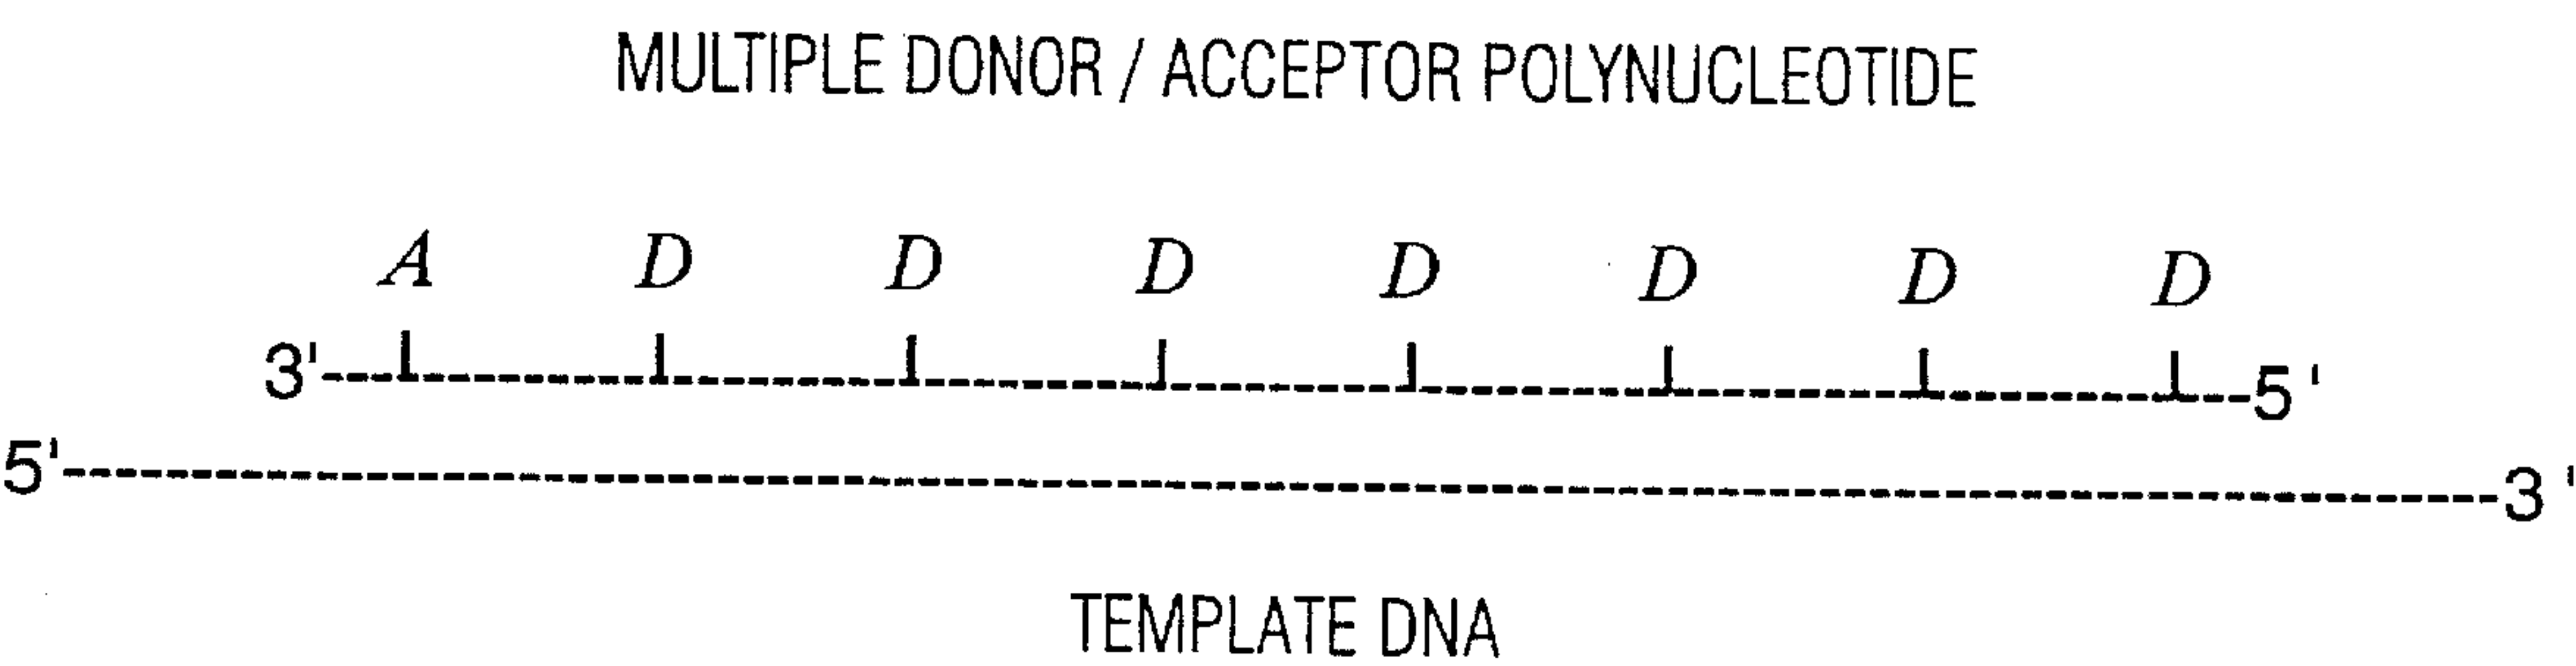 MULTIPLE DONOR / ACCEPTOR POLYNUCLEOTIDE
A D D D D D D D
3' 5'
5' 3'
TEMPLATE DNA